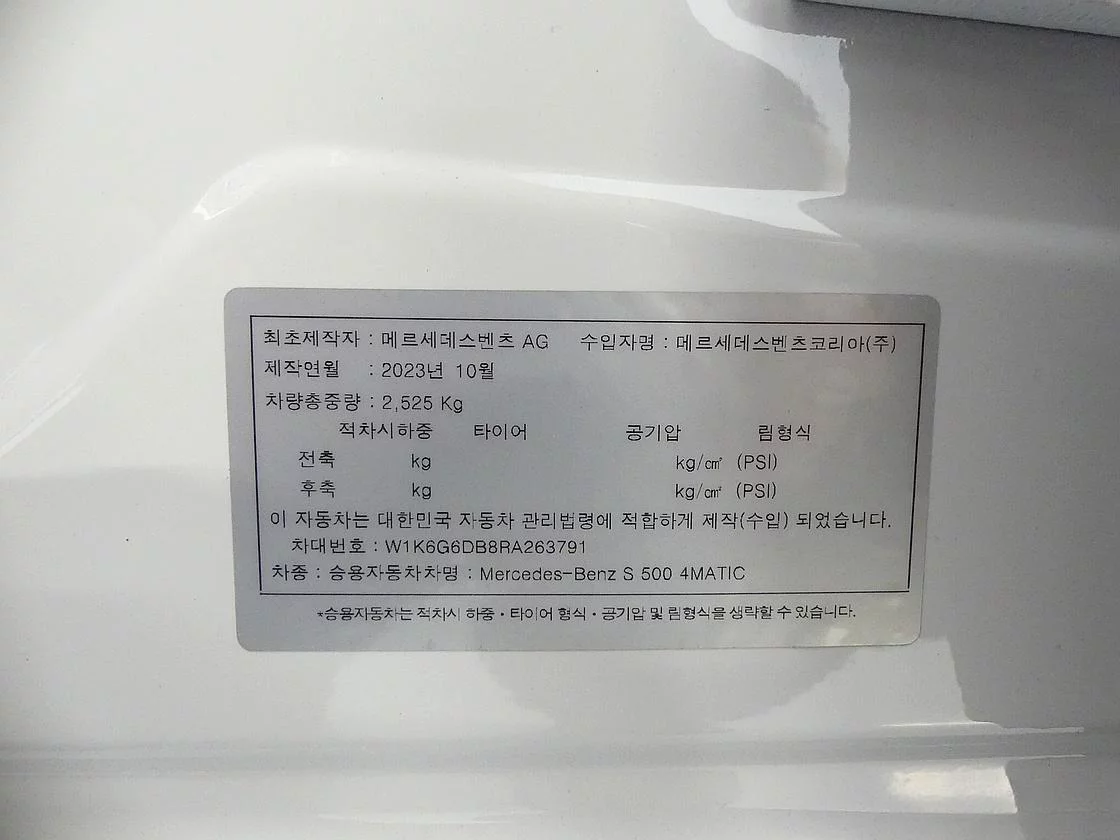 최초제작자 : 메르세데스벤츠 AG 수입자명 : 메르세데스벤츠코리아(주)
제작연월 : 2023년 10월
차량총중량 : 2,525 Kg
적차시하중 타이어 공기압 림형식
전축 kg kg/㎠ (PSI)
후축 kg kg/㎠ (PSI)
이 자동차는 대한민국 자동차 관리법령에 적합하게 제작(수입) 되었습니다.
차대번호 : W1K6G6DB8RA263791
차종 : 승용자동차차명 : Mercedes-Benz S 500 4MATIC
*승용자동차는 적차시 하중·타이어 형식·공기압 및 림형식을 생략할 수 있습니다.